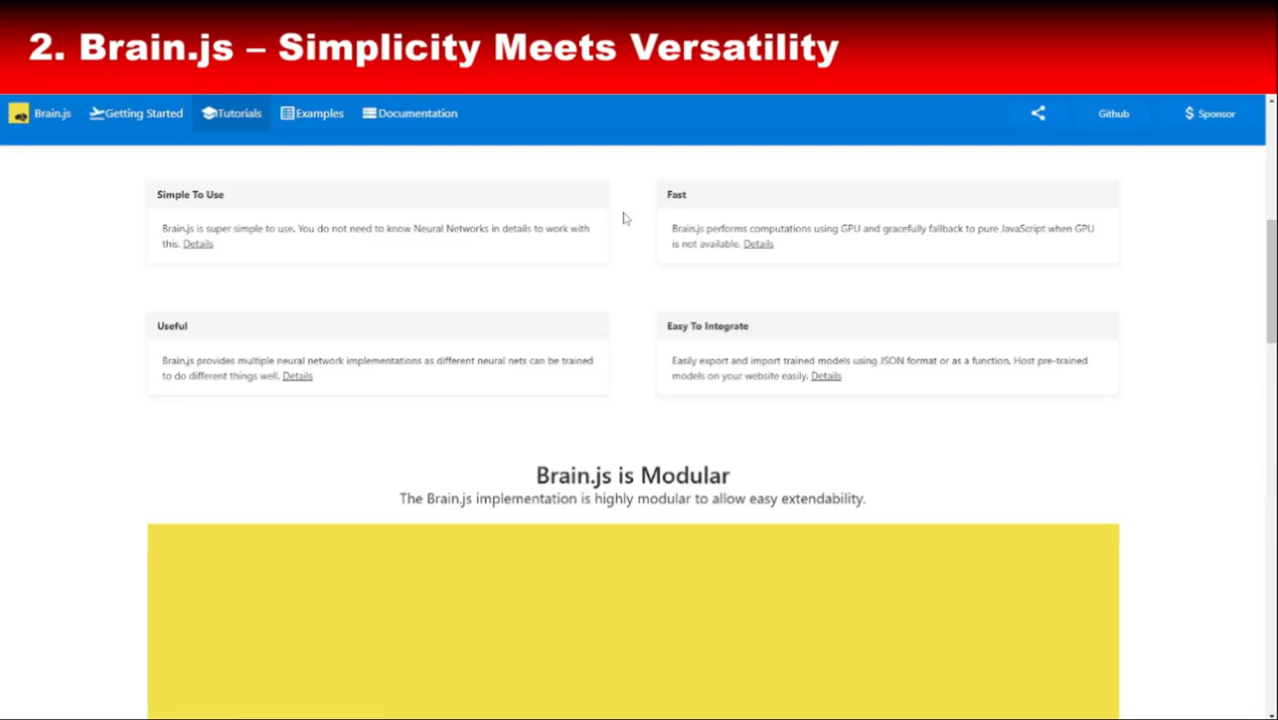 2. Brain.js – Simplicity Meets Versatility
Brain.js Getting Started Tutorials Examples Documentation Github Sponsor
Simple To Use
Brain.js is super simple to use. You do not need to know Neural Networks in details to work with
this. Details
Fast
Brain.js performs computations using GPU and gracefully fallback to pure JavaScript when GPU
is not available. Details
Useful
Brain.js provides multiple neural network implementations as different neural nets can be trained
to do different things well. Details
Easy To Integrate
Easily export and import trained models using JSON format or as a function. Host pre-trained
models on your website easily. Details
Brain.js is Modular
The Brain.js implementation is highly modular to allow easy extendability.